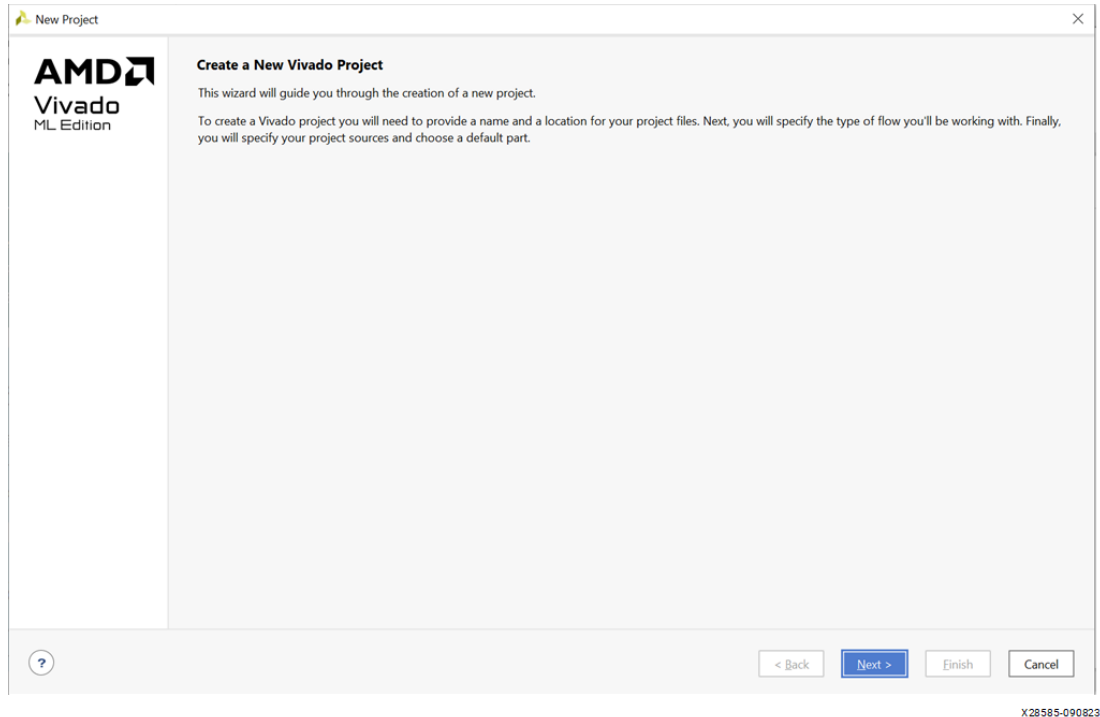 New Project
AMD
Vivado
ML Edition
Create a New Vivado Project
This wizard will guide you through the creation of a new project.
To create a Vivado project you will need to provide a name and a location for your project files. Next, you will specify the type of flow you'll be working with. Finally,
you will specify your project sources and choose a default part.
?
< Back
Next >
Finish
Cancel
X28585-090823